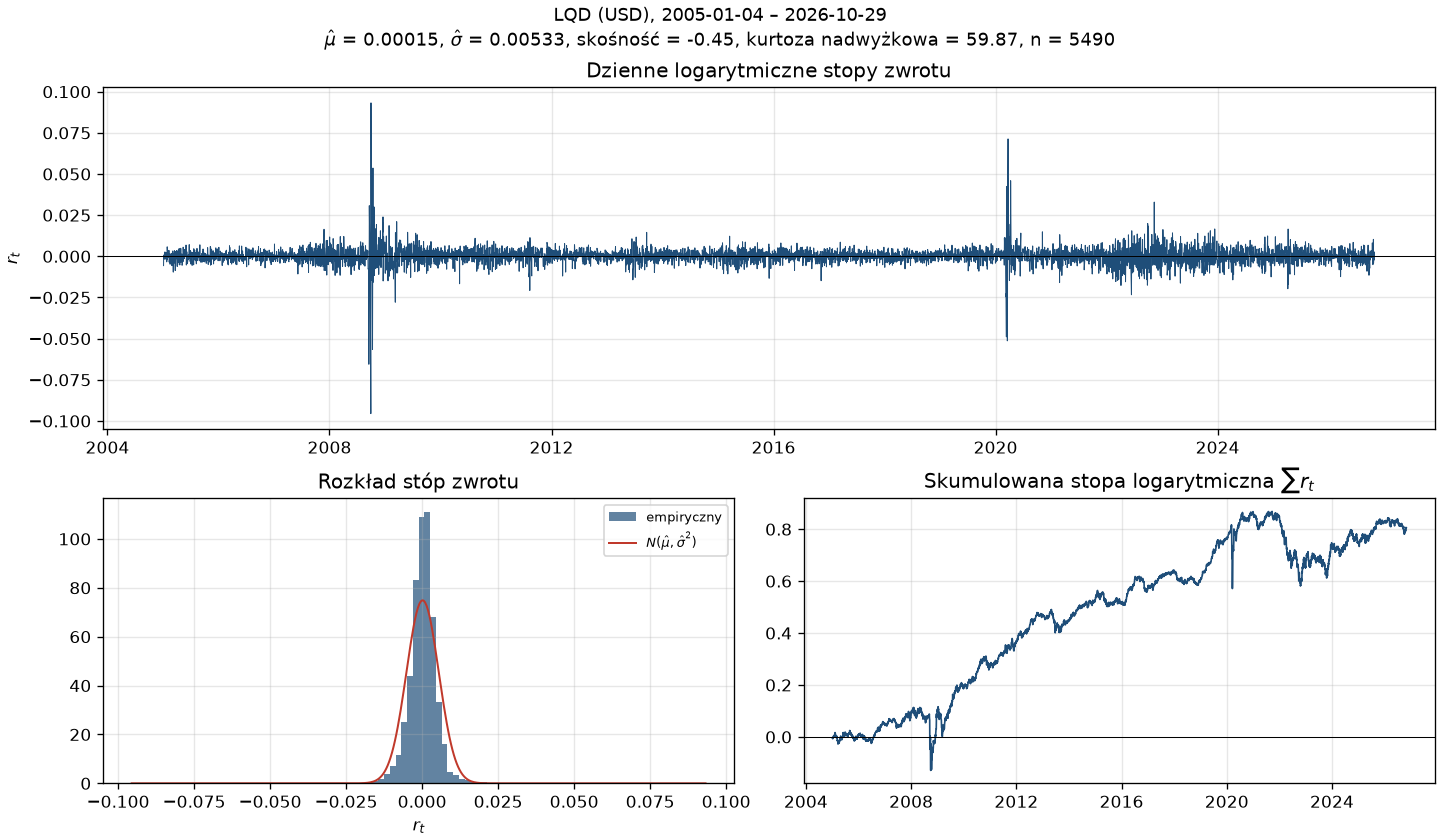 LQD (USD), 2005-01-04 – 2026-10-29
μ̂ = 0.00015, σ̂ = 0.00533, skośność = -0.45, kurtoza nadwyżkowa = 59.87, n = 5490
Dzienne logarytmiczne stopy zwrotu
0.100
0.075
0.050
0.025
0.000
−0.025
−0.050
−0.075
−0.100
r_t
2004 2008 2012 2016 2020 2024
Rozkład stóp zwrotu
empiryczny
N(μ̂, σ̂²)
100
80
60
40
20
0
−0.100 −0.075 −0.050 −0.025 0.000 0.025 0.050 0.075 0.100
r_t
Skumulowana stopa logarytmiczna ∑r_t
0.8
0.6
0.4
0.2
0.0
2004 2008 2012 2016 2020 2024